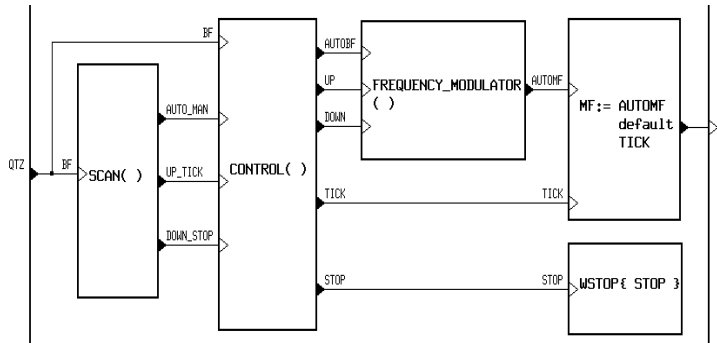 BF
AUTOBF
UP
FREQUENCY_MODULATOR
( )
AUTOMF
MF:= AUTOMF
default
TICK
AUTO_MAN
DOWN
QTZ
BF
SCAN( )
UP_TICK
CONTROL( )
TICK
TICK
DOWN_STOP
STOP
STOP
WSTOP{ STOP }